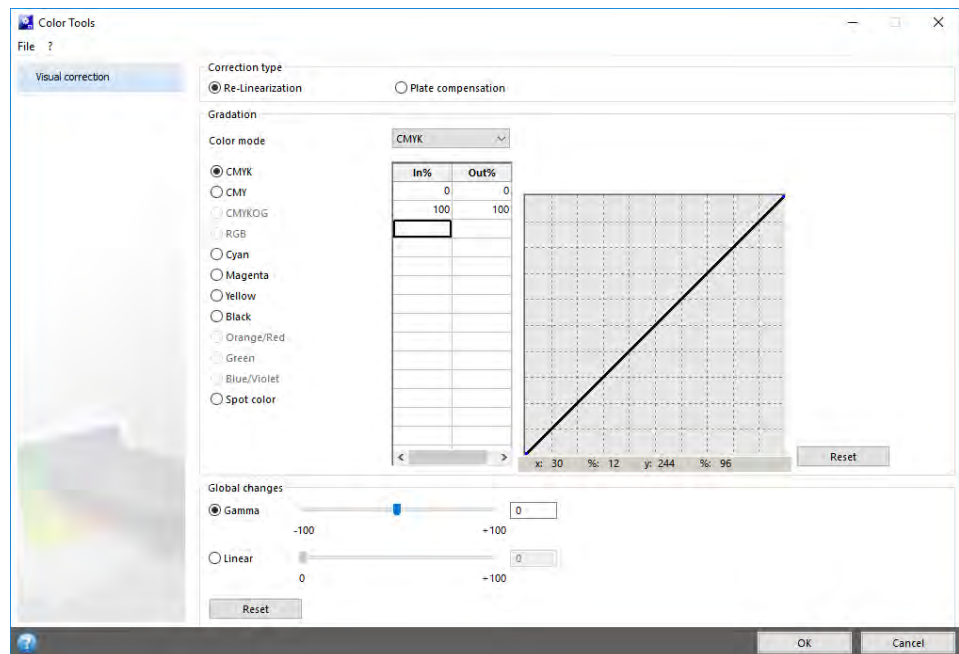 Color Tools
File ?
Visual correction
Correction type
Re-Linearization Plate compensation
Gradation
Color mode CMYK
CMYK
CMY
CMYKOG
RGB
Cyan
Magenta
Yellow
Black
Orange/Red
Green
Blue/Violet
Spot color
In% Out%
0 0
100 100
x: 30 %: 12 y: 244 %: 96
Reset
Global changes
Gamma 0
-100 +100
Linear 0
0 +100
Reset
? OK Cancel